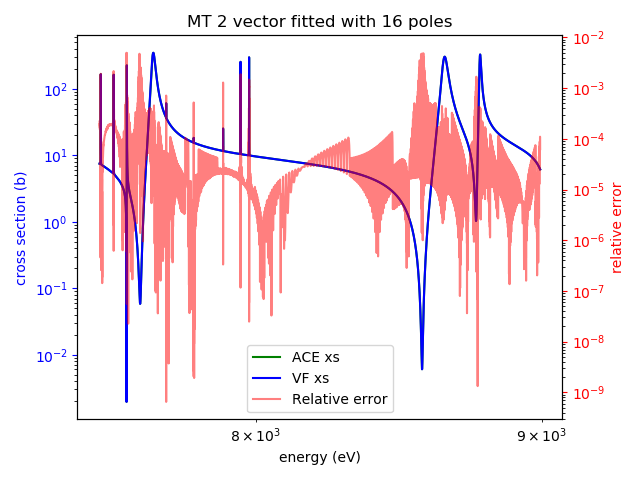 MT 2 vector fitted with 16 poles
cross section (b)
10²
10¹
10⁰
10⁻¹
10⁻²
10⁻²
10⁻³
10⁻⁴
10⁻⁵
10⁻⁶
10⁻⁷
10⁻⁸
10⁻⁹
relative error
ACE xs
VF xs
Relative error
8 × 10³
9 × 10³
energy (eV)